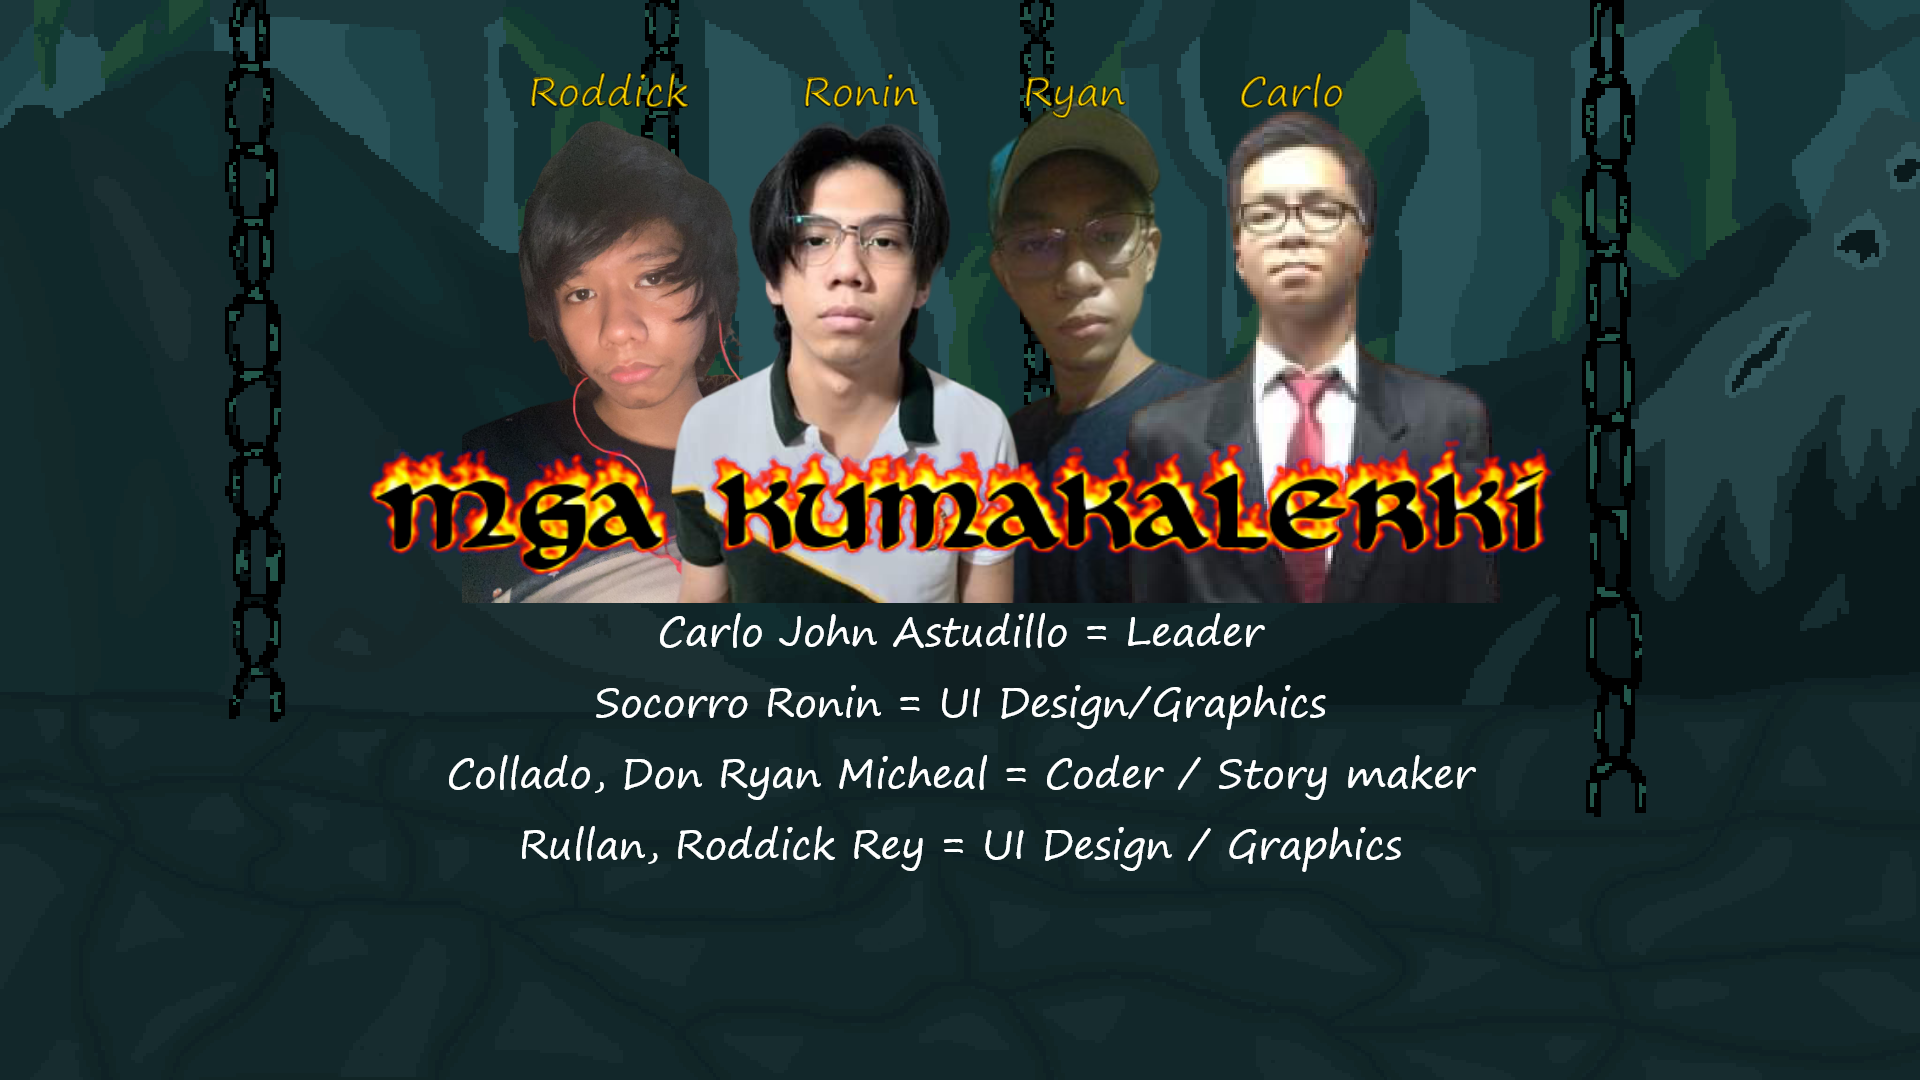 Roddick Ronin Ryan Carlo
mga kumakalerki
Carlo John Astudillo = Leader
Socorro Ronin = UI Design/Graphics
Collado, Don Ryan Micheal = Coder / Story maker
Rullan, Roddick Rey = UI Design / Graphics